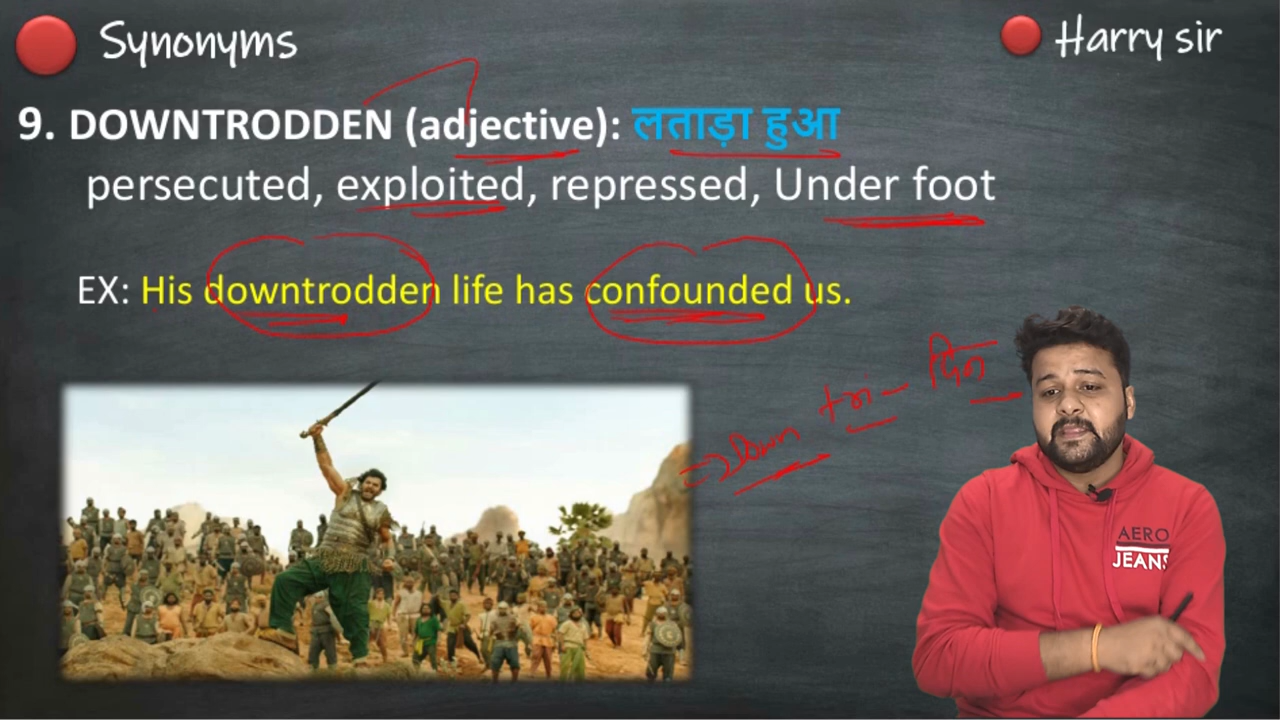 Synonyms
Harry sir
9. DOWNTRODDEN (adjective): लताड़ा हुआ
persecuted, exploited, repressed, Under foot
EX: His downtrodden life has confounded us.
Down
AERO
JEANS